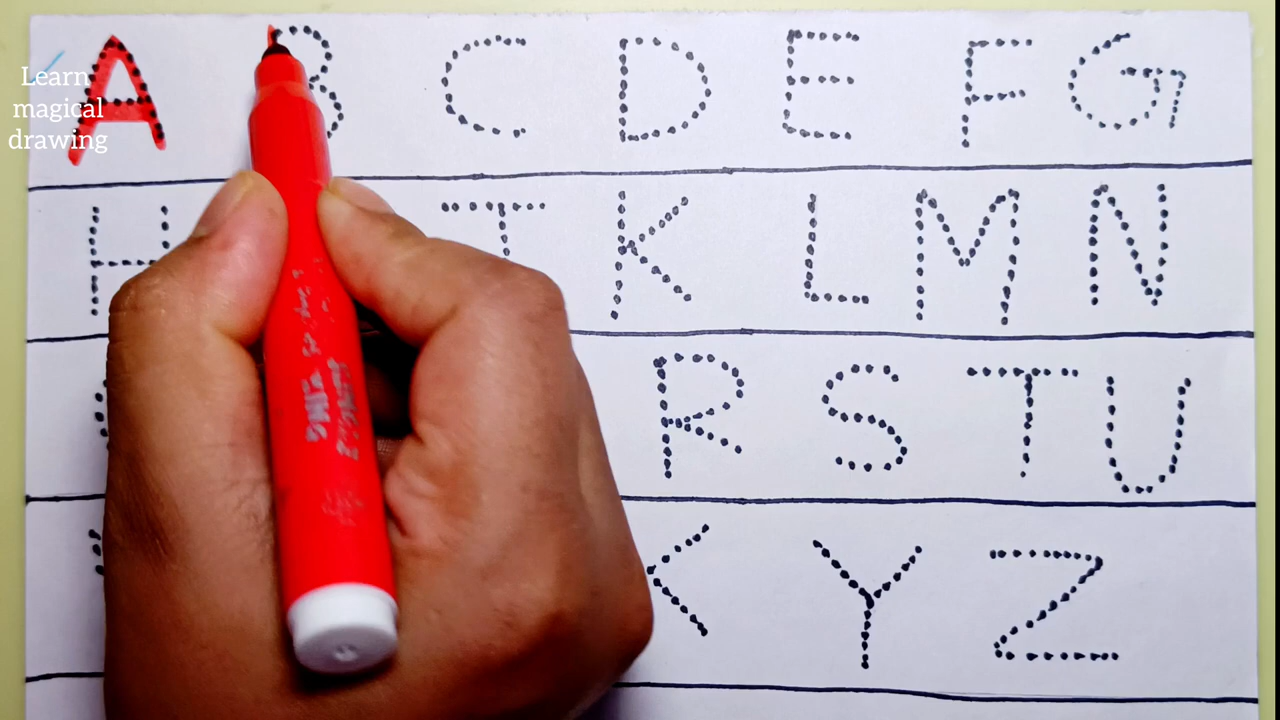 Learn
magical
drawing
A B C D E F G
H K L M N
R S T U
Y Z